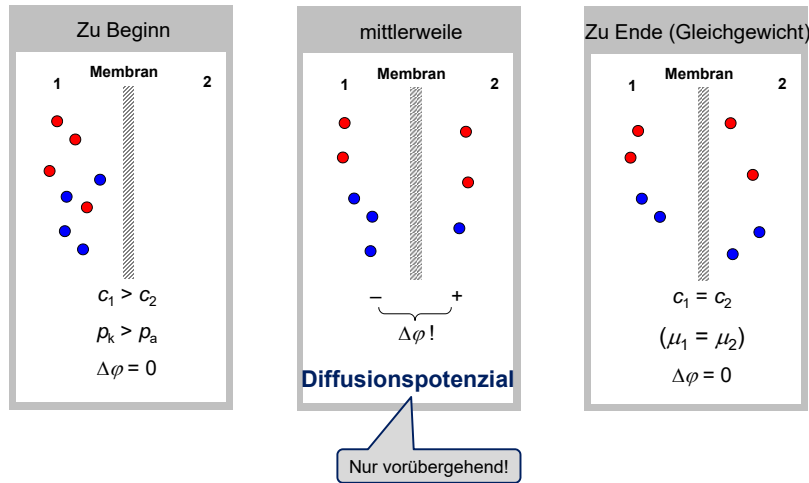 Zu Beginn
Membran
1
2
c₁ > c₂
pₖ > pₐ
Δφ = 0
mittlerweile
Membran
1
2
– +
Δφ !
Diffusionspotenzial
Nur vorübergehend!
Zu Ende (Gleichgewicht)
Membran
1
2
c₁ = c₂
(μ₁ = μ₂)
Δφ = 0